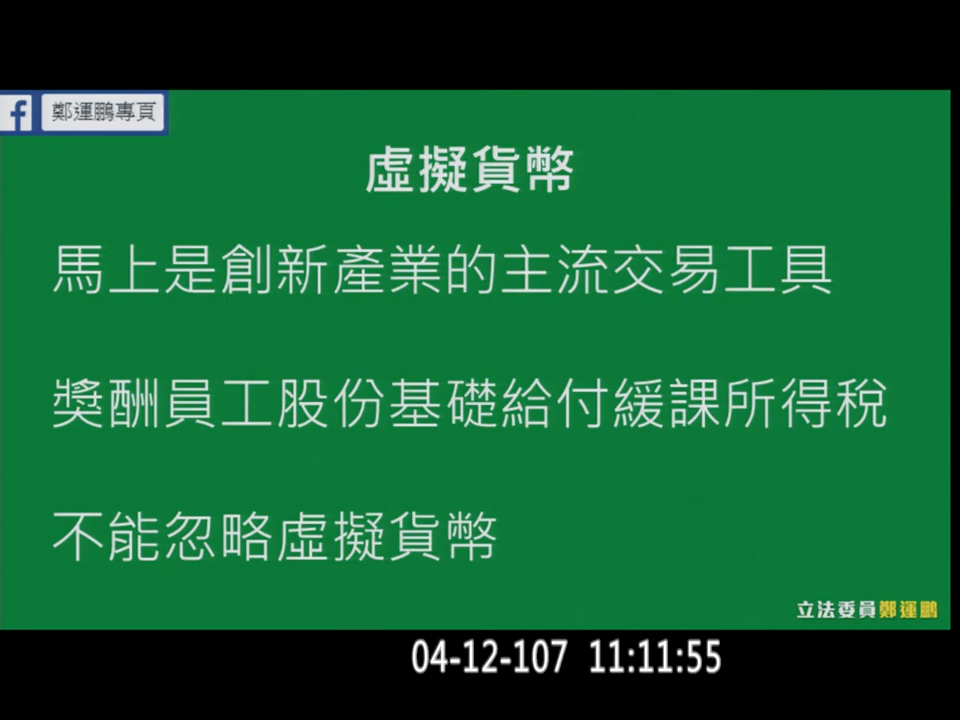 鄭運鵬專頁
虛擬貨幣
馬上是創新產業的主流交易工具
獎酬員工股份基礎給付緩課所得稅
不能忽略虛擬貨幣
立法委員鄭運鵬
04-12-107 11:11:55